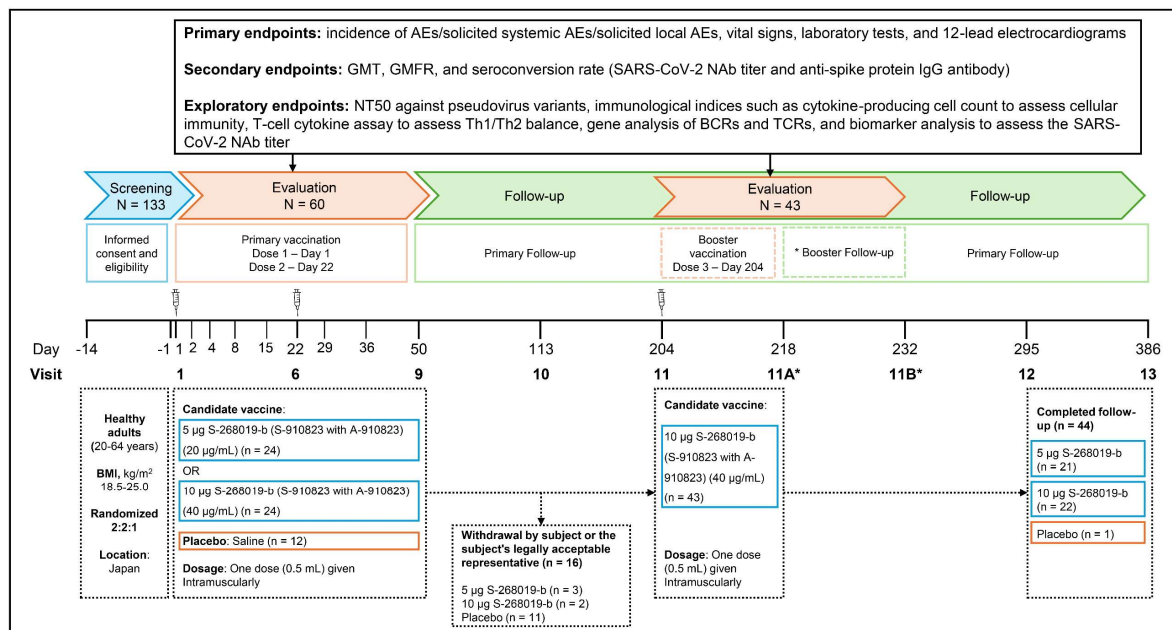 Primary endpoints: incidence of AEs/solicited systemic AEs/solicited local AEs, vital signs, laboratory tests, and 12-lead electrocardiograms
Secondary endpoints: GMT, GMFR, and seroconversion rate (SARS-CoV-2 NAb titer and anti-spike protein IgG antibody)
Exploratory endpoints: NT50 against pseudovirus variants, immunological indices such as cytokine-producing cell count to assess cellular
immunity, T-cell cytokine assay to assess Th1/Th2 balance, gene analysis of BCRs and TCRs, and biomarker analysis to assess the SARS-
CoV-2 NAb titer
Screening
N = 133
Evaluation
N = 60
Follow-up
Evaluation
N = 43
Follow-up
Informed
consent and
eligibility
Primary vaccination
Dose 1 – Day 1
Dose 2 – Day 22
Primary Follow-up
Booster
vaccination
Dose 3 – Day 204
* Booster Follow-up
Primary Follow-up
Day -14 -1 1 2 4 8 15 22 29 36 50 113 204 218 232 295 386
Visit 1 6 9 10 11 11A* 11B* 12 13
Healthy
adults
(20-64 years)
BMI, kg/m²
18.5-25.0
Randomized
2:2:1
Location:
Japan
Candidate vaccine:
5 µg S-268019-b (S-910823 with A-910823)
(20 µg/mL) (n = 24)
OR
10 µg S-268019-b (S-910823 with A-910823)
(40 µg/mL) (n = 24)
Placebo: Saline (n = 12)
Dosage: One dose (0.5 mL) given
Intramuscularly
Withdrawal by subject or the
subject's legally acceptable
representative (n = 16)
5 µg S-268019-b (n = 3)
10 µg S-268019-b (n = 2)
Placebo (n = 11)
Candidate vaccine:
10 µg S-268019-b
(S-910823 with A-
910823) (40 µg/mL)
(n = 43)
Dosage: One dose
(0.5 mL) given
Intramuscularly
Completed follow-
up (n = 44)
5 µg S-268019-b
(n = 21)
10 µg S-268019-b
(n = 22)
Placebo (n = 1)